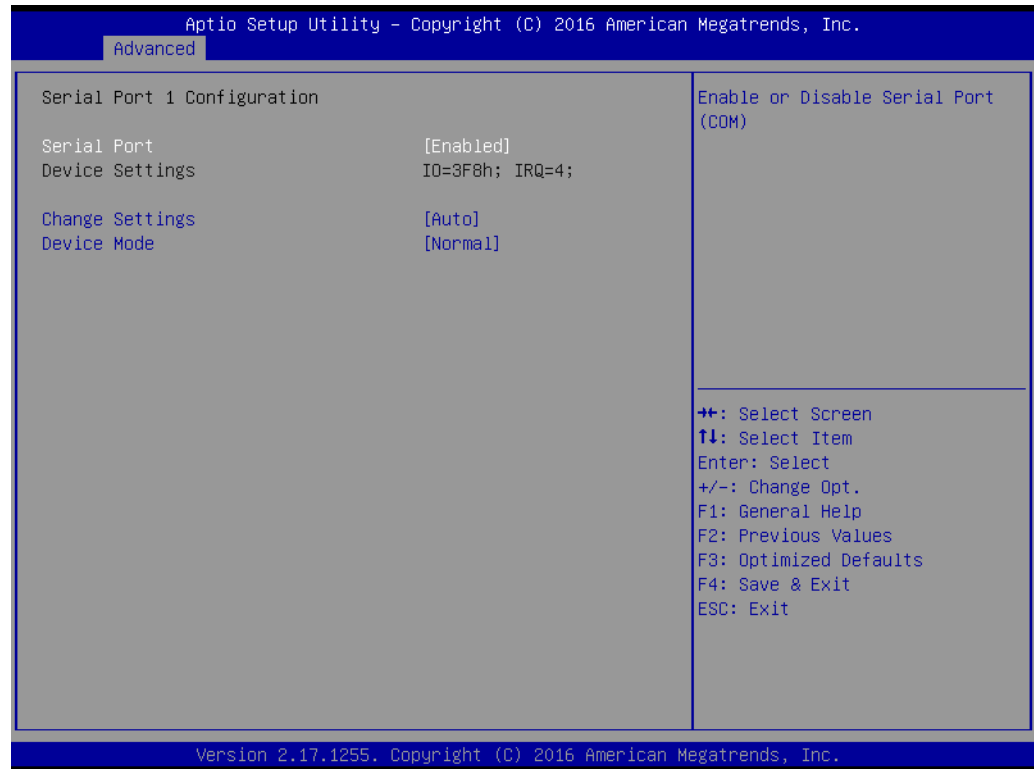 Aptio Setup Utility – Copyright (C) 2016 American Megatrends, Inc.
Advanced
Serial Port 1 Configuration
Serial Port [Enabled]
Device Settings IO=3F8h; IRQ=4;
Change Settings [Auto]
Device Mode [Normal]
Enable or Disable Serial Port
(COM)
→←: Select Screen
↑↓: Select Item
Enter: Select
+/-: Change Opt.
F1: General Help
F2: Previous Values
F3: Optimized Defaults
F4: Save & Exit
ESC: Exit
Version 2.17.1255. Copyright (C) 2016 American Megatrends, Inc.